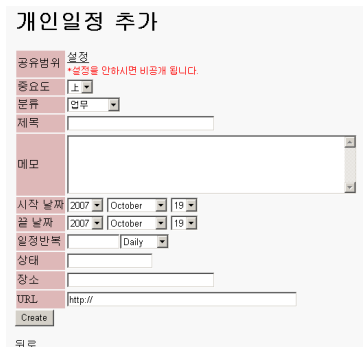 개인일정 추가
공유범위 설정
*설정을 안하시면 비공개 됩니다.
중요도 上
분류 업무
제목
메모
시작 날짜 2007 October 19
끝 날짜 2007 October 19
일정반복 Daily
상태
장소
URL http://
Create
뒤로